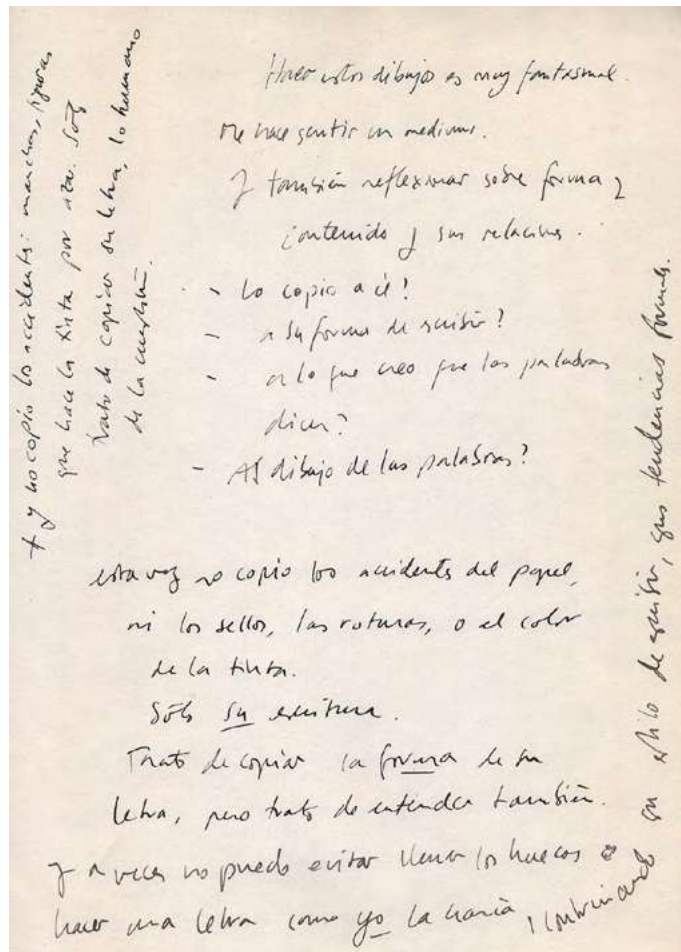 Hacer estos dibujos es muy fantasmal.
Me hace sentir un medium.
Y también reflexionar sobre forma y
contenido y sus relaciones.
- Lo copio a él?
- a su forma de escribir?
- a lo que creo que las palabras
dicen?
- Al dibujo de las palabras?
esta vez no copio los accidentes del papel,
ni los sellos, las roturas, o el color
de la tinta.
Sólo su escritura.
Trato de copiar la forma de su
letra, pero trato de entender también.
Y a veces no puedo evitar llenar los huecos o
hacer una letra como yo la haría, continuando
su estilo de escribir, sus tendencias formales.
+ y no copio los accidentes: manchas, figuras
que hace la tinta por azar. Sólo
trato de copiar su letra, lo humano
de la cuestión.